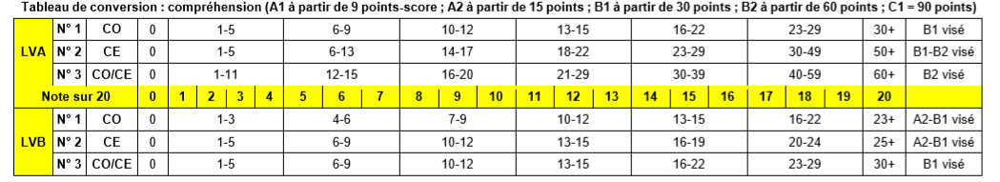 Tableau de conversion : compréhension (A1 à partir de 9 points-score ; A2 à partir de 15 points ; B1 à partir de 30 points ; B2 à partir de 60 points ; C1 = 90 points)
N° 1 CO 0 1-5 6-9 10-12 13-15 16-22 23-29 30+ B1 visé
LVA N° 2 CE 0 1-5 6-13 14-17 18-22 23-29 30-49 50+ B1-B2 visé
N° 3 CO/CE 0 1-11 12-15 16-20 21-29 30-39 40-59 60+ B2 visé
Note sur 20 0 1 2 3 4 5 6 7 8 9 10 11 12 13 14 15 16 17 18 19 20
N° 1 CO 0 1-3 4-6 7-9 10-12 13-15 16-22 23+ A2-B1 visé
LVB N° 2 CE 0 1-5 6-9 10-12 13-15 16-19 20-24 25+ A2-B1 visé
N° 3 CO/CE 0 1-5 6-9 10-12 13-15 16-22 23-29 30+ B1 visé